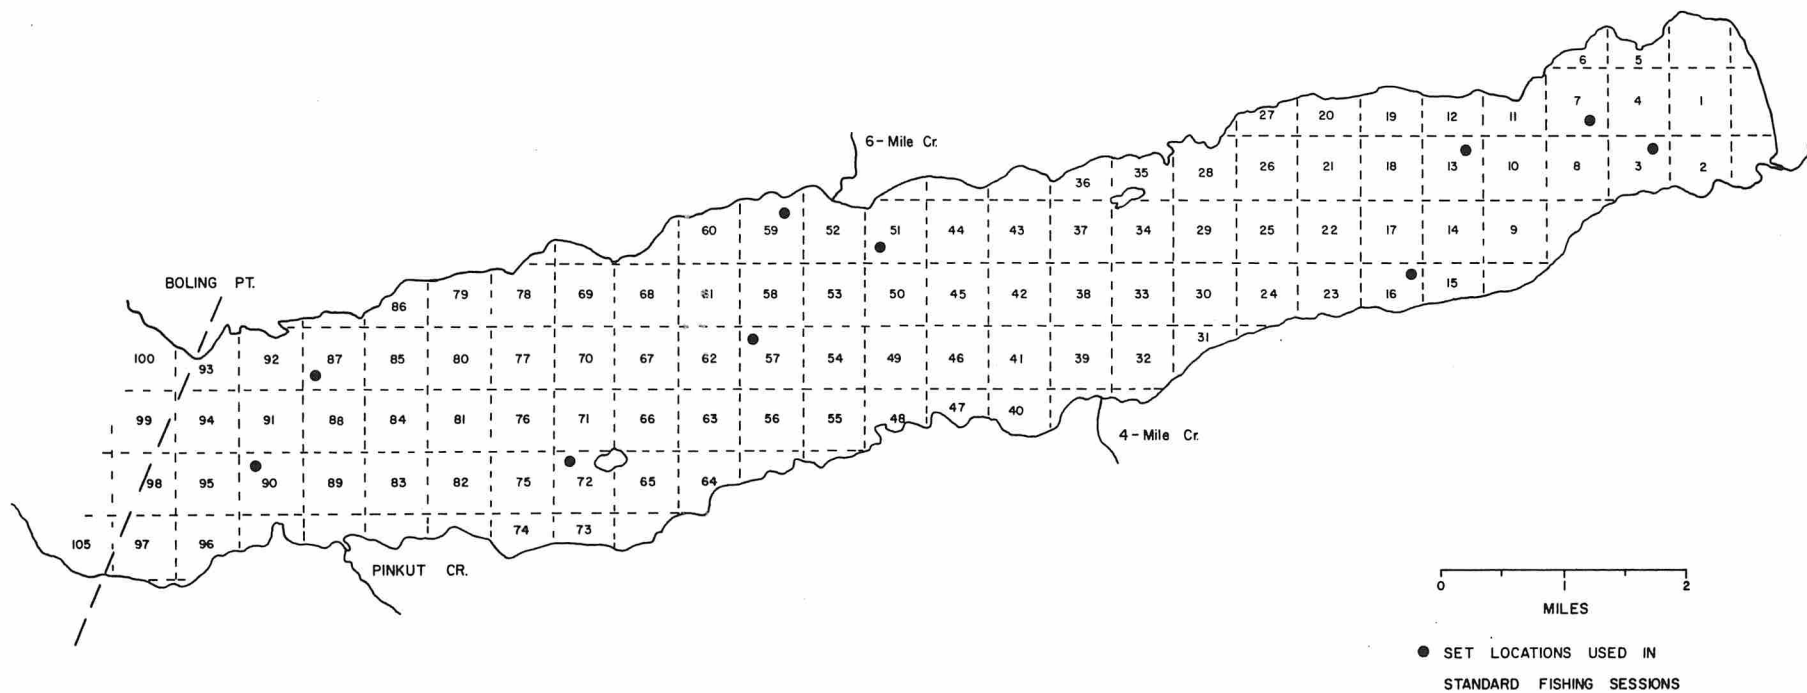 6 5
7 4 1
27 20 19 12 11
6-Mile Cr.
36 35 28 26 21 18 13 10 8 3 2
60 59 52 51 44 43 37 34 29 25 22 17 14 9
BOLING PT.
86 79 78 69 68 61 58 53 50 45 42 38 33 30 24 23 16 15
100 93 92 87 85 80 77 70 67 62 57 54 49 46 41 39 32 31
99 94 91 88 84 81 76 71 66 63 56 55 48 47 40
4-Mile Cr.
98 95 90 89 83 82 75 72 65 64
105 97 96 74 73
PINKUT CR.
0 2
MILES
SET LOCATIONS USED IN
STANDARD FISHING SESSIONS